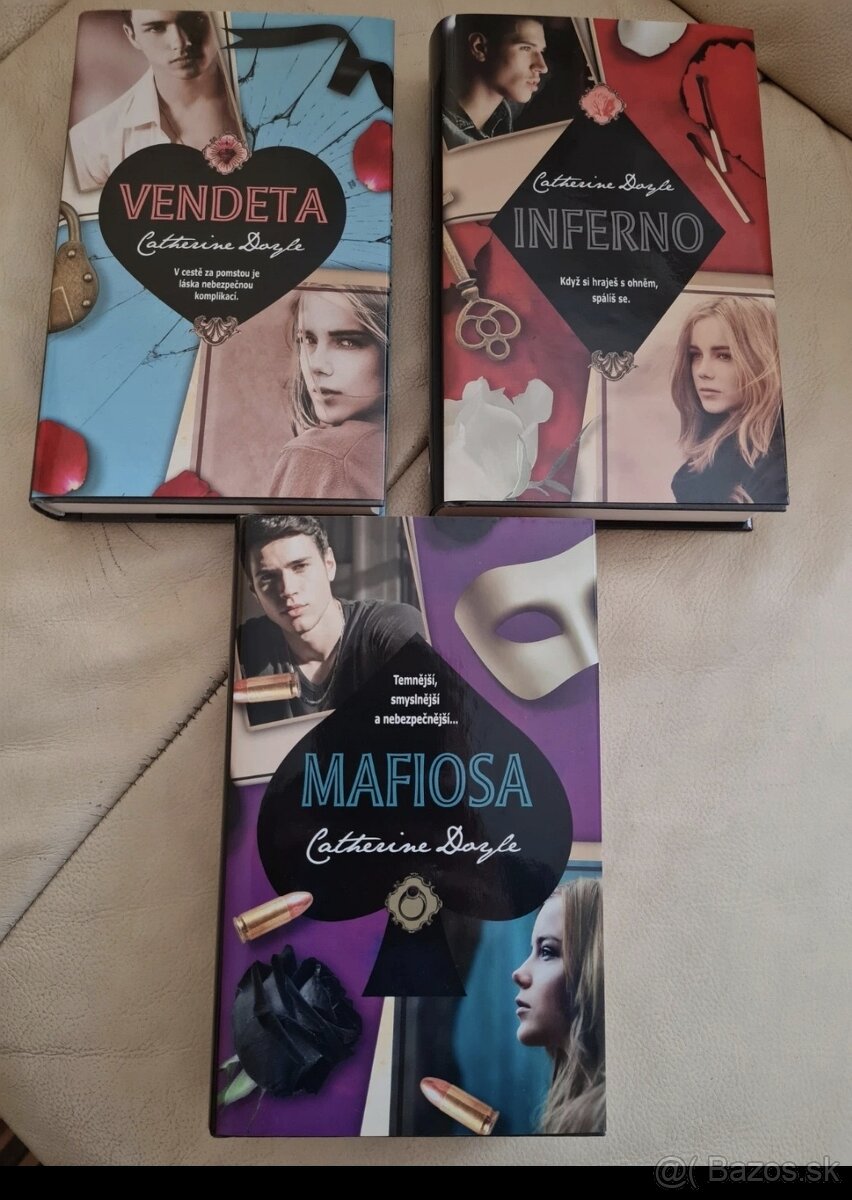 VENDETA
Catherine Doyle
V cestě za pomstou je
láska nebezpečnou
komplikací.
Catherine Doyle
INFERNO
Když si hraješ s ohněm,
spálíš se.
Temnější,
smyslnější
a nebezpečnější...
MAFIOSA
Catherine Doyle
@( Bazos.sk